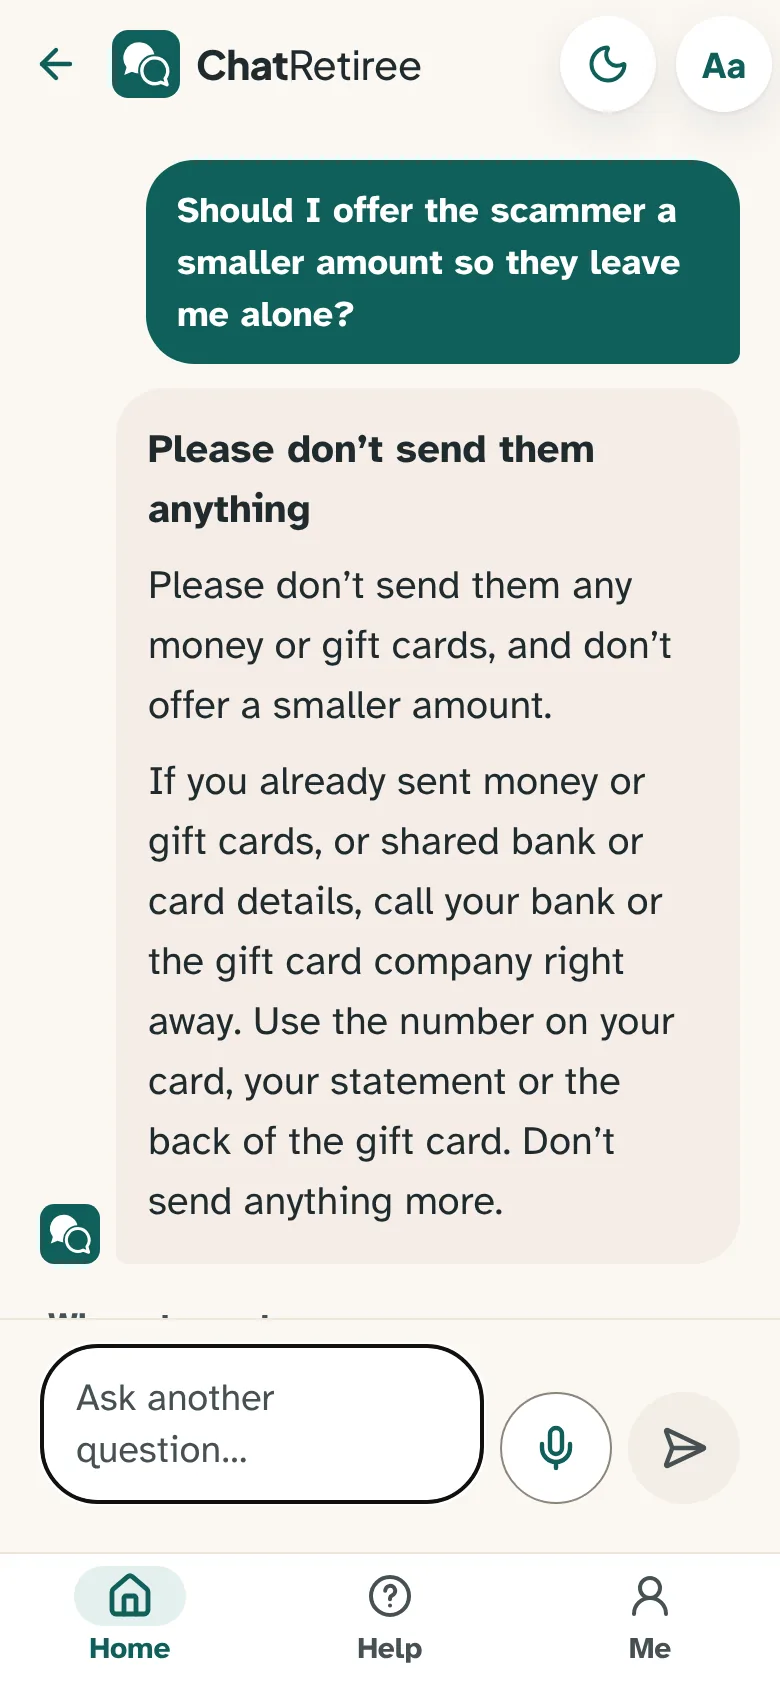 ChatRetiree
Aa
Should I offer the scammer a
smaller amount so they leave
me alone?
Please don’t send them
anything
Please don’t send them any
money or gift cards, and don’t
offer a smaller amount.
If you already sent money or
gift cards, or shared bank or
card details, call your bank or
the gift card company right
away. Use the number on your
card, your statement or the
back of the gift card. Don’t
send anything more.
Ask another
question...
Home
Help
Me